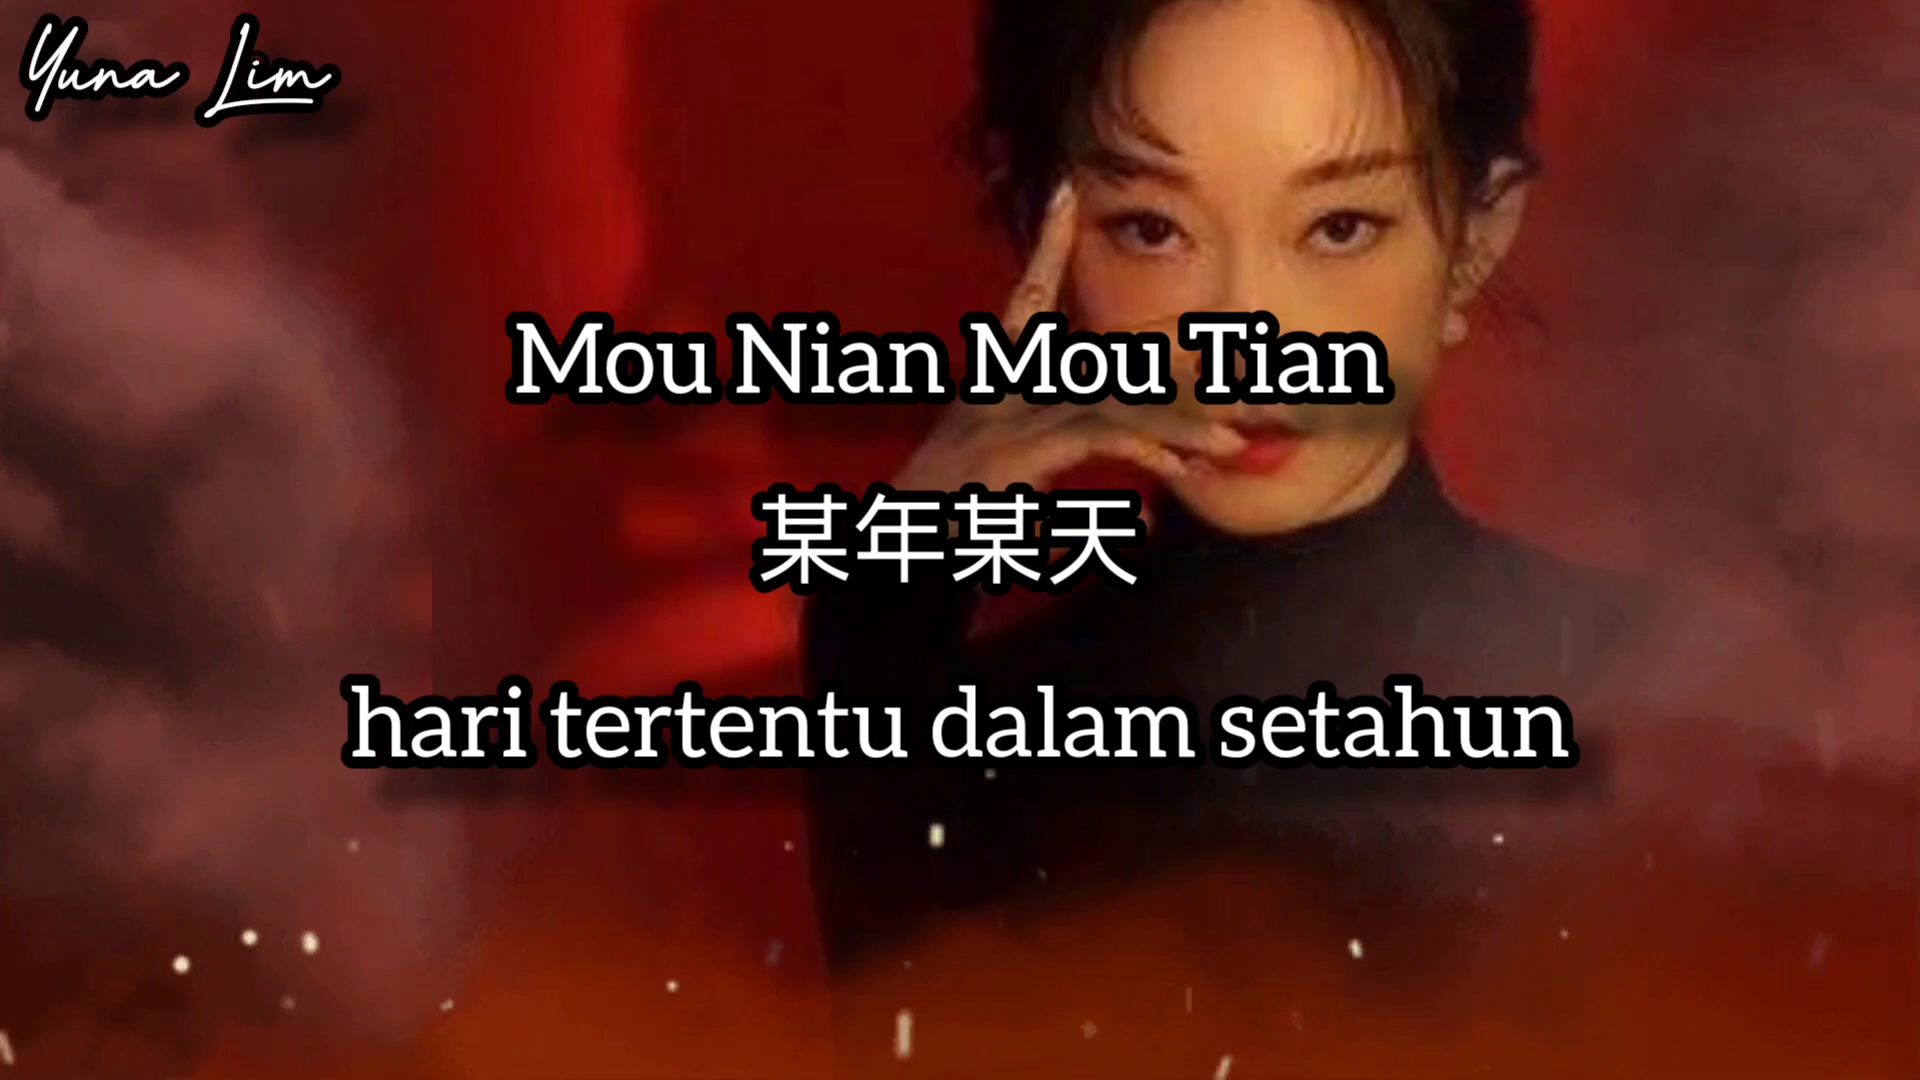 Yuna Lim
Mou Nian Mou Tian
某年某天
hari tertentu dalam setahun